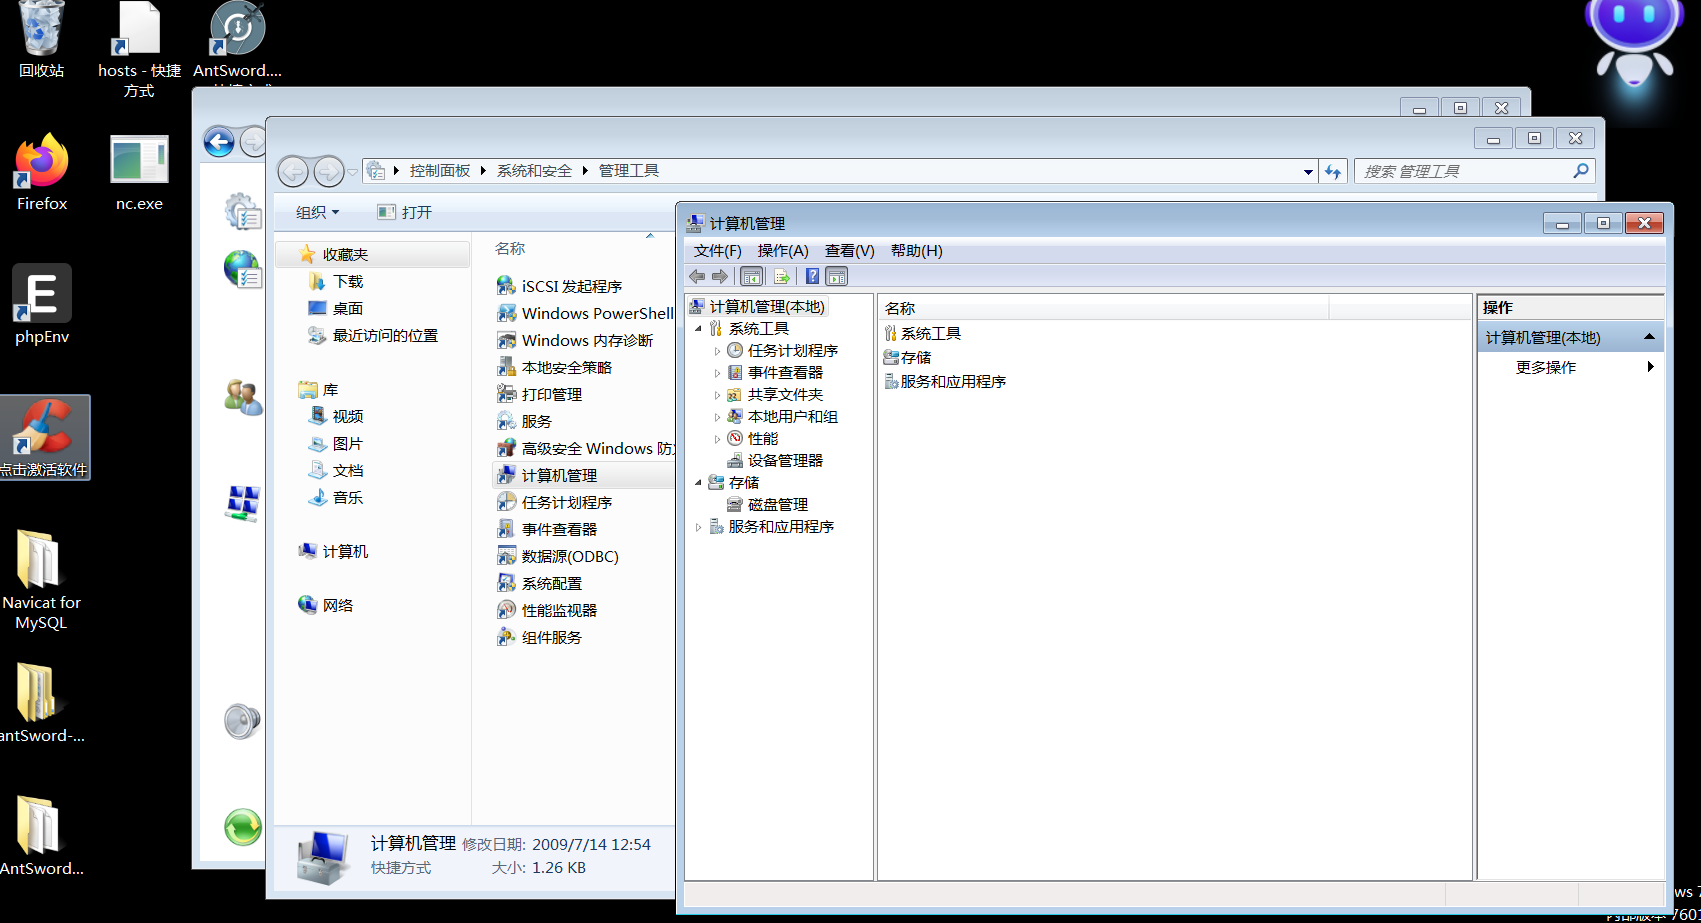 回收站
hosts - 快捷
方式
AntSword....
Firefox
nc.exe
phpEnv
点击激活软件
Navicat for
MySQL
antSword-...
AntSword...
控制面板 系统和安全 管理工具
搜索 管理工具
组织 打开
收藏夹
下载
桌面
最近访问的位置
库
视频
图片
文档
音乐
计算机
网络
名称
iSCSI 发起程序
Windows PowerShell
Windows 内存诊断
本地安全策略
打印管理
服务
高级安全 Windows 防
计算机管理
任务计划程序
事件查看器
数据源(ODBC)
系统配置
性能监视器
组件服务
计算机管理 修改日期: 2009/7/14 12:54
快捷方式 大小: 1.26 KB
计算机管理
文件(F) 操作(A) 查看(V) 帮助(H)
计算机管理(本地)
系统工具
任务计划程序
事件查看器
共享文件夹
本地用户和组
性能
设备管理器
存储
磁盘管理
服务和应用程序
名称
系统工具
存储
服务和应用程序
操作
计算机管理(本地)
更多操作
ws 7
内部版本 7601